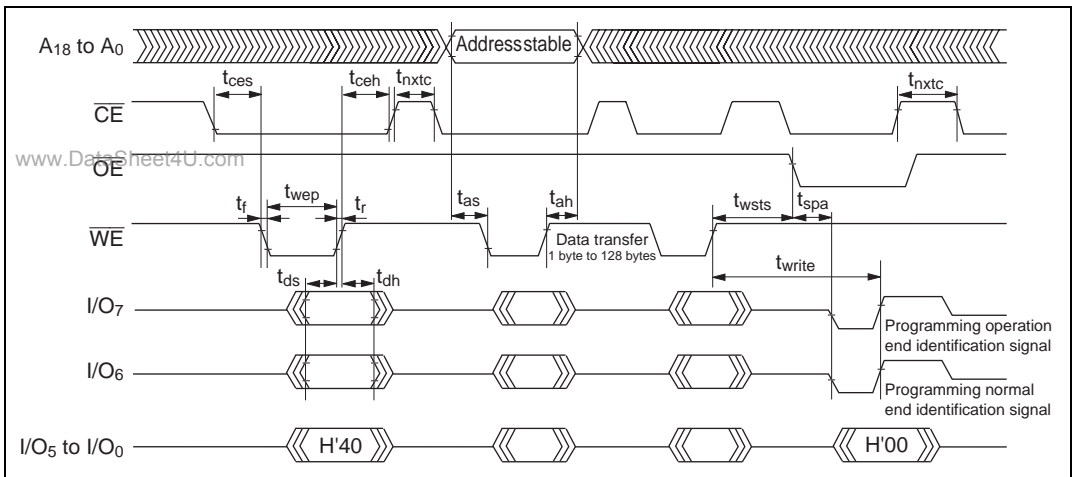 A18 to A0
Address stable
tces
tceh
tnxtc
tnxtc
CE
www.DataSheet4U.com
OE
twep
tf
tr
tas
tah
twsts
tspa
WE
Data transfer
1 byte to 128 bytes
twrite
tds
tdh
I/O7
Programming operation
end identification signal
I/O6
Programming normal
end identification signal
I/O5 to I/O0
H'40
H'00